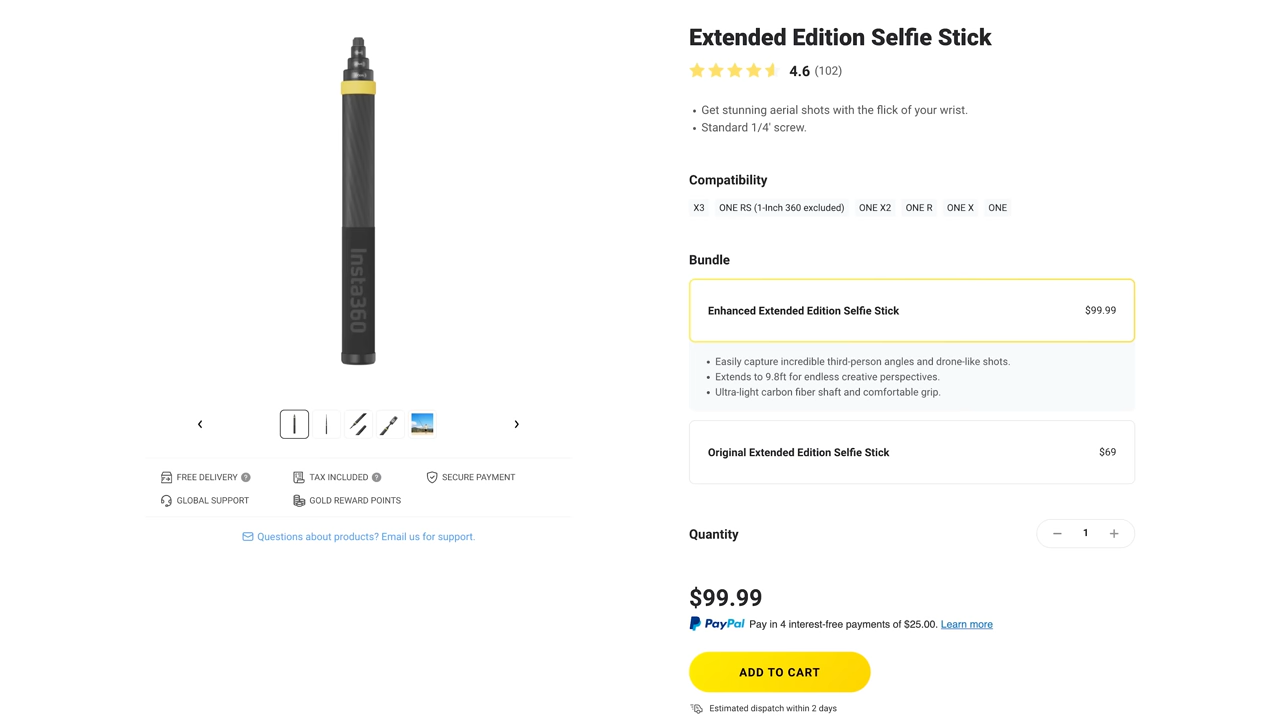 Insta360
FREE DELIVERY ?
TAX INCLUDED ?
SECURE PAYMENT
GLOBAL SUPPORT
GOLD REWARD POINTS
Questions about products? Email us for support.
Extended Edition Selfie Stick
4.6 (102)
• Get stunning aerial shots with the flick of your wrist.
• Standard 1/4' screw.
Compatibility
X3 ONE RS (1-Inch 360 excluded) ONE X2 ONE R ONE X ONE
Bundle
Enhanced Extended Edition Selfie Stick $99.99
• Easily capture incredible third-person angles and drone-like shots.
• Extends to 9.8ft for endless creative perspectives.
• Ultra-light carbon fiber shaft and comfortable grip.
Original Extended Edition Selfie Stick $69
Quantity − 1 +
$99.99
PayPal Pay in 4 interest-free payments of $25.00. Learn more
ADD TO CART
Estimated dispatch within 2 days